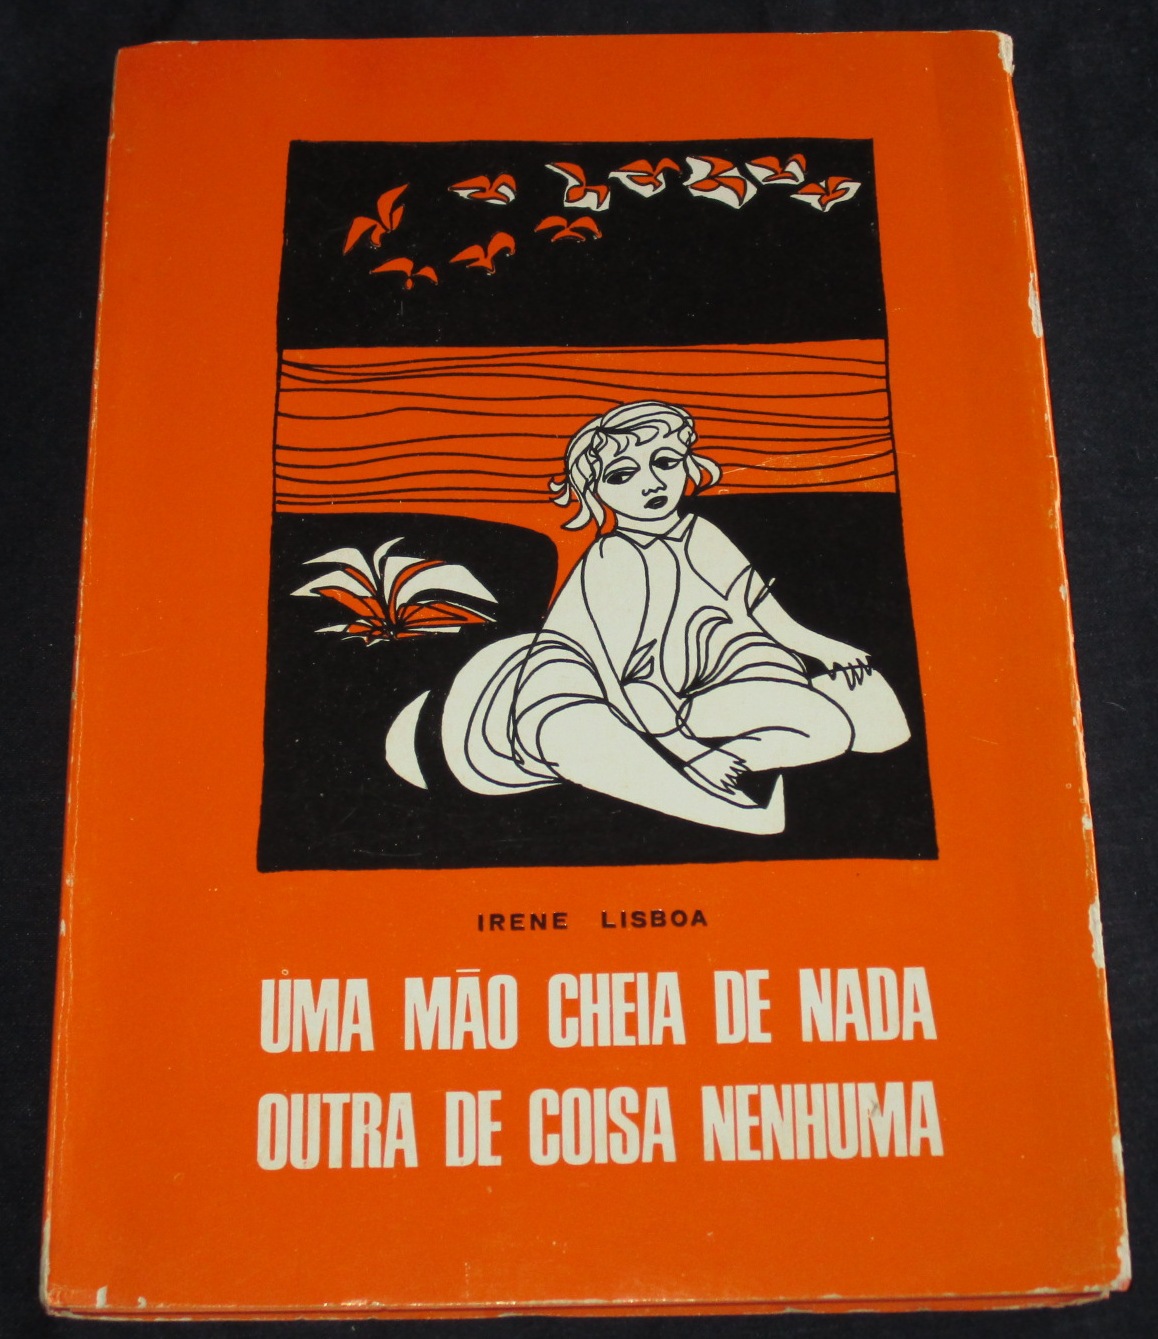 IRENE LISBOA
UMA MÃO CHEIA DE NADA
OUTRA DE COISA NENHUMA